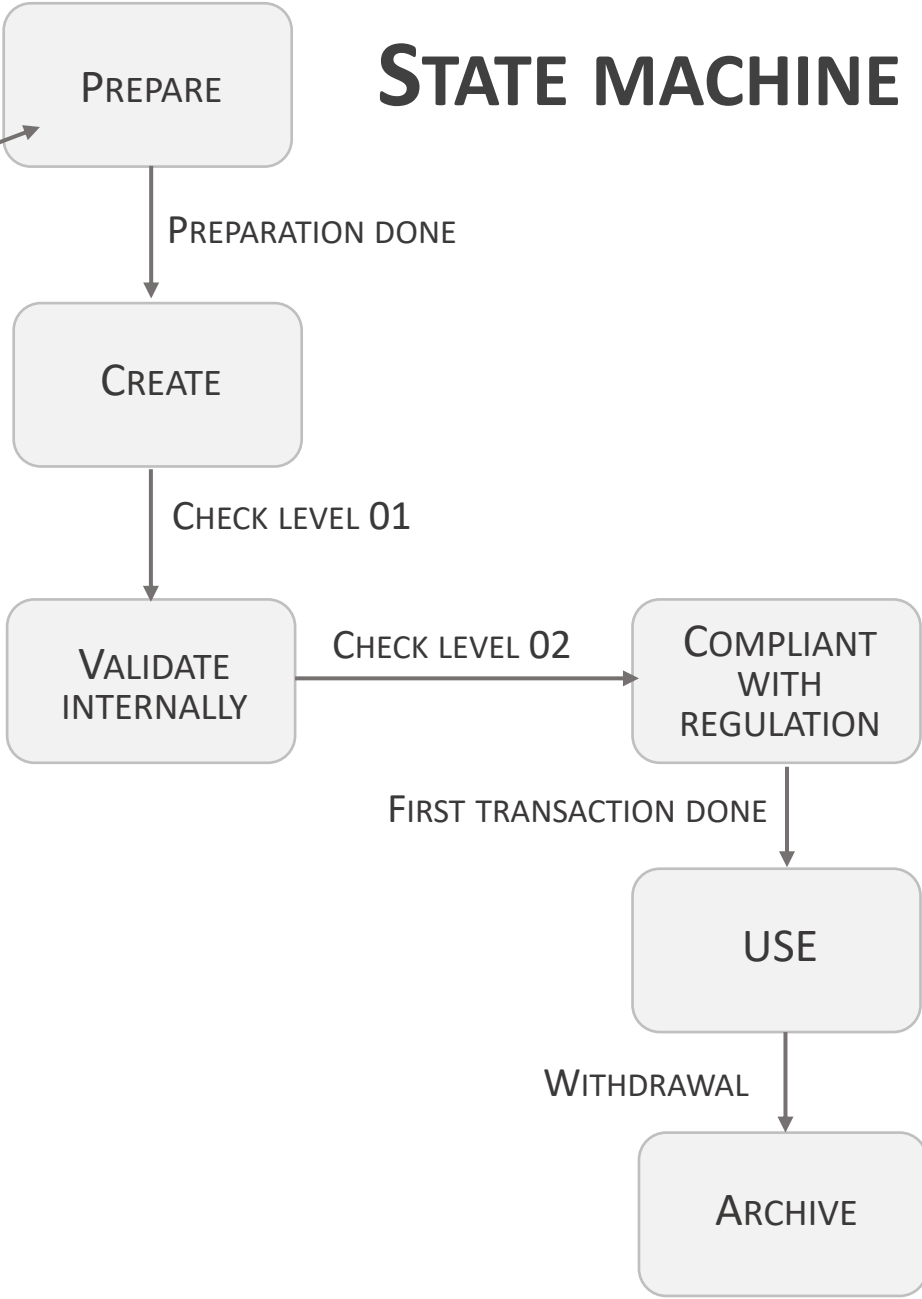 STATE MACHINE
PREPARE
PREPARATION DONE
CREATE
CHECK LEVEL 01
VALIDATE
INTERNALLY
CHECK LEVEL 02
COMPLIANT
WITH
REGULATION
FIRST TRANSACTION DONE
USE
WITHDRAWAL
ARCHIVE